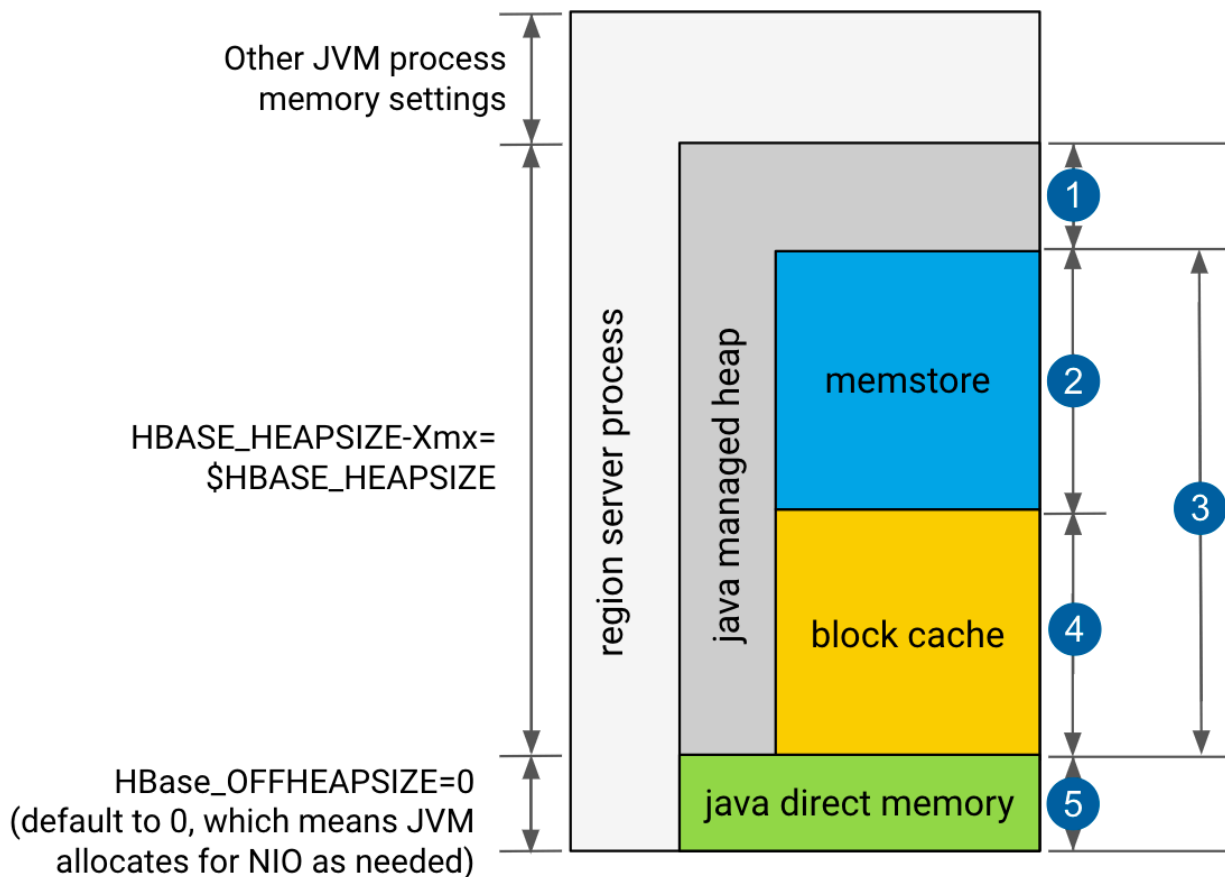 Other JVM process
memory settings
HBASE_HEAPSIZE-Xmx=
$HBASE_HEAPSIZE
HBase_OFFHEAPSIZE=0
(default to 0, which means JVM
allocates for NIO as needed)
region server process
java managed heap
memstore
block cache
java direct memory
1
2
3
4
5